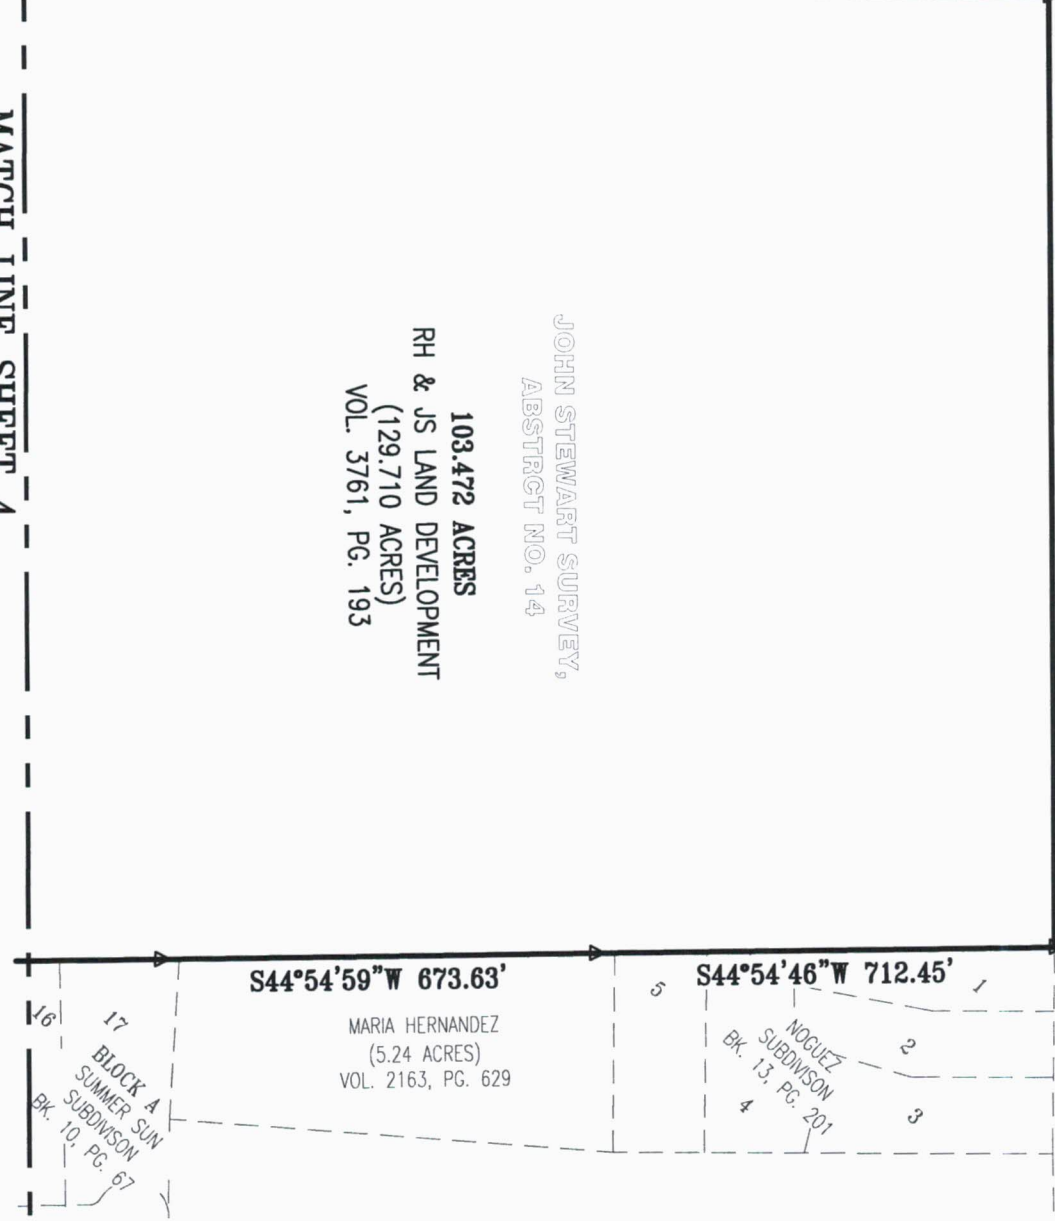 MATCH LINE SHEET 4
JOHN STEWART SURVEY,
ABSTRCT NO. 14
103.472 ACRES
RH & JS LAND DEVELOPMENT
(129.710 ACRES)
VOL. 3761, PG. 193
S44°54'59"W 673.63'
S44°54'46"W 712.45'
MARIA HERNANDEZ
(5.24 ACRES)
VOL. 2163, PG. 629
16
17
BLOCK A
SUMMER SUN
SUBDIVISON
BK. 10, PG. 67
5
NOGUEZ
SUBDIVISON
BK. 13, PG. 201
1
2
3
4